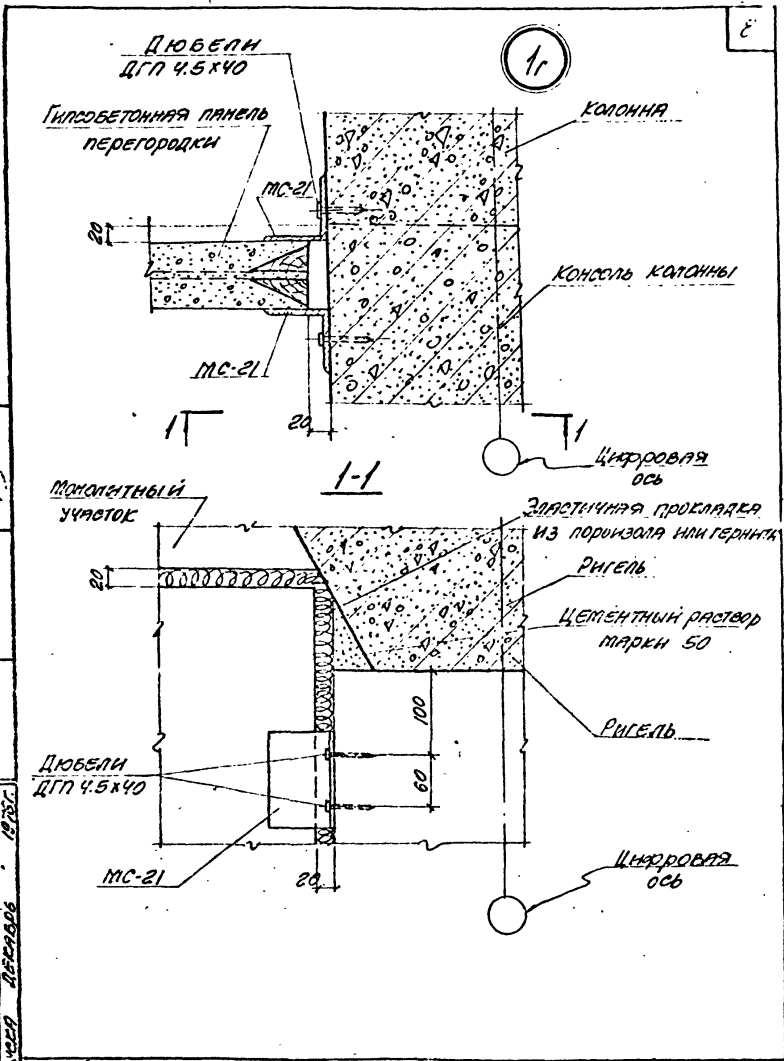 Дюбели
ДГП 4.5×40
1г
Гипсобетонная панель
перегородки
Колонна
МС-21
20
Консоль колонны
МС-21
20
1 1
Цифровая
ось
1-1
Монолитный
участок
Эластичная прокладка
из пороизола или гернита
20
Ригель
Цементный раствор
марки 50
100
Ригель
60
Дюбели
ДГП 4.5×40
МС-21
20
Цифровая
ось
декабрь 1975г.